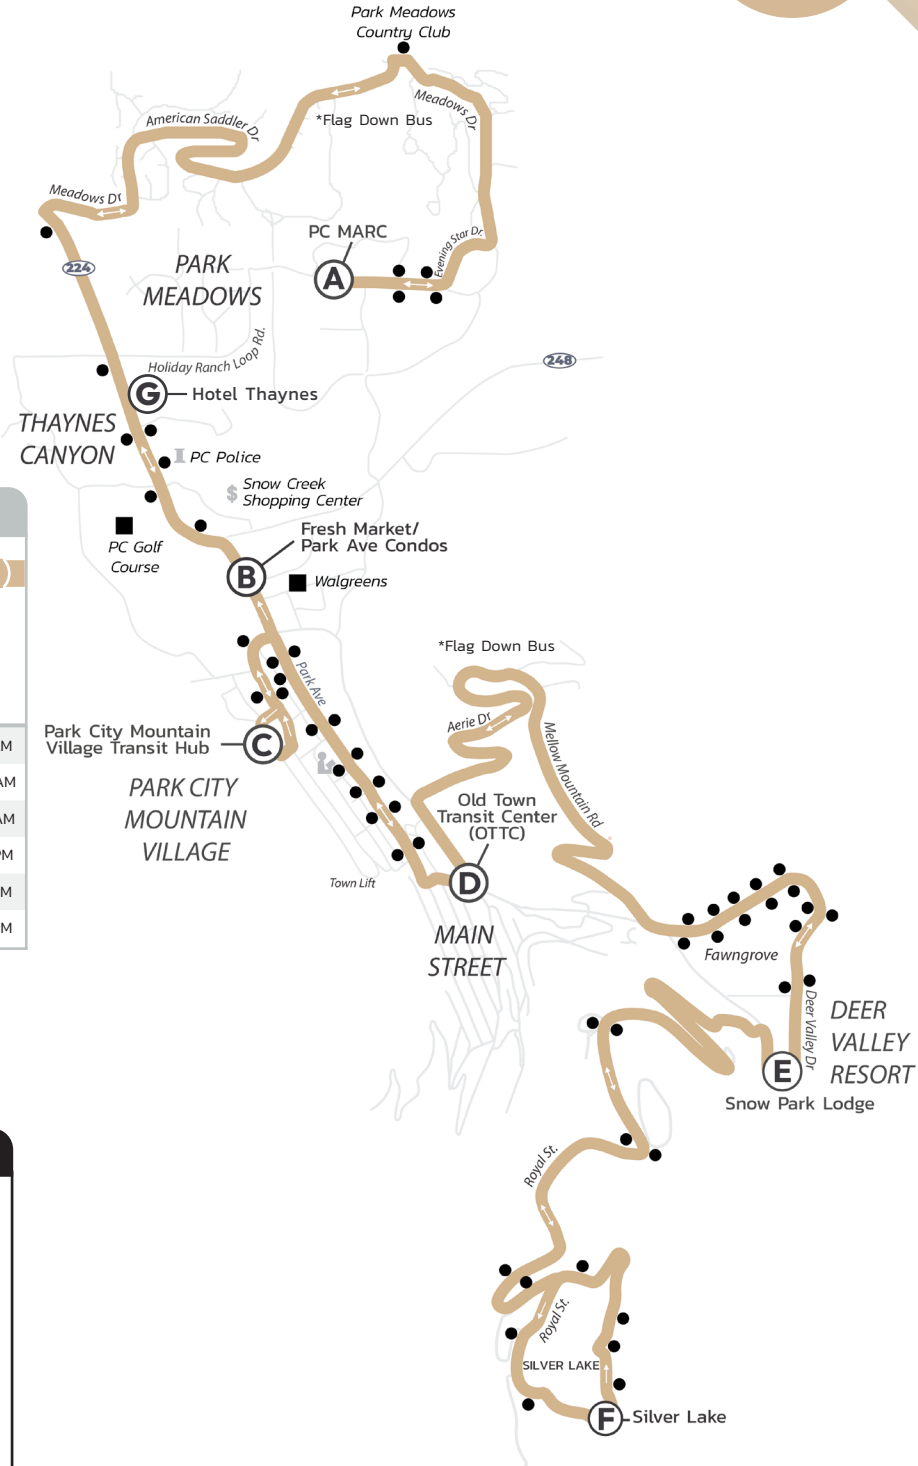 Park Meadows
Country Club
Meadows Dr
*Flag Down Bus
American Saddler Dr
Meadows Dr
224
PC MARC
A
Evening Star Dr.
PARK
MEADOWS
Holiday Ranch Loop Rd.
248
G
Hotel Thaynes
THAYNES
CANYON
PC Police
$
Snow Creek
Shopping Center
PC Golf
Course
Fresh Market/
Park Ave Condos
B
Walgreens
*Flag Down Bus
Park Ave
Aerie Dr
Mellow Mountain Rd
Park City Mountain
Village Transit Hub
C
PARK CITY
MOUNTAIN
VILLAGE
Old Town
Transit Center
(OTTC)
Town Lift
D
MAIN
STREET
Fawngrove
Deer Valley Dr
DEER
VALLEY
RESORT
E
Snow Park Lodge
Royal St.
Royal St.
SILVER LAKE
F
Silver Lake
M
AM
AM
PM
M
M